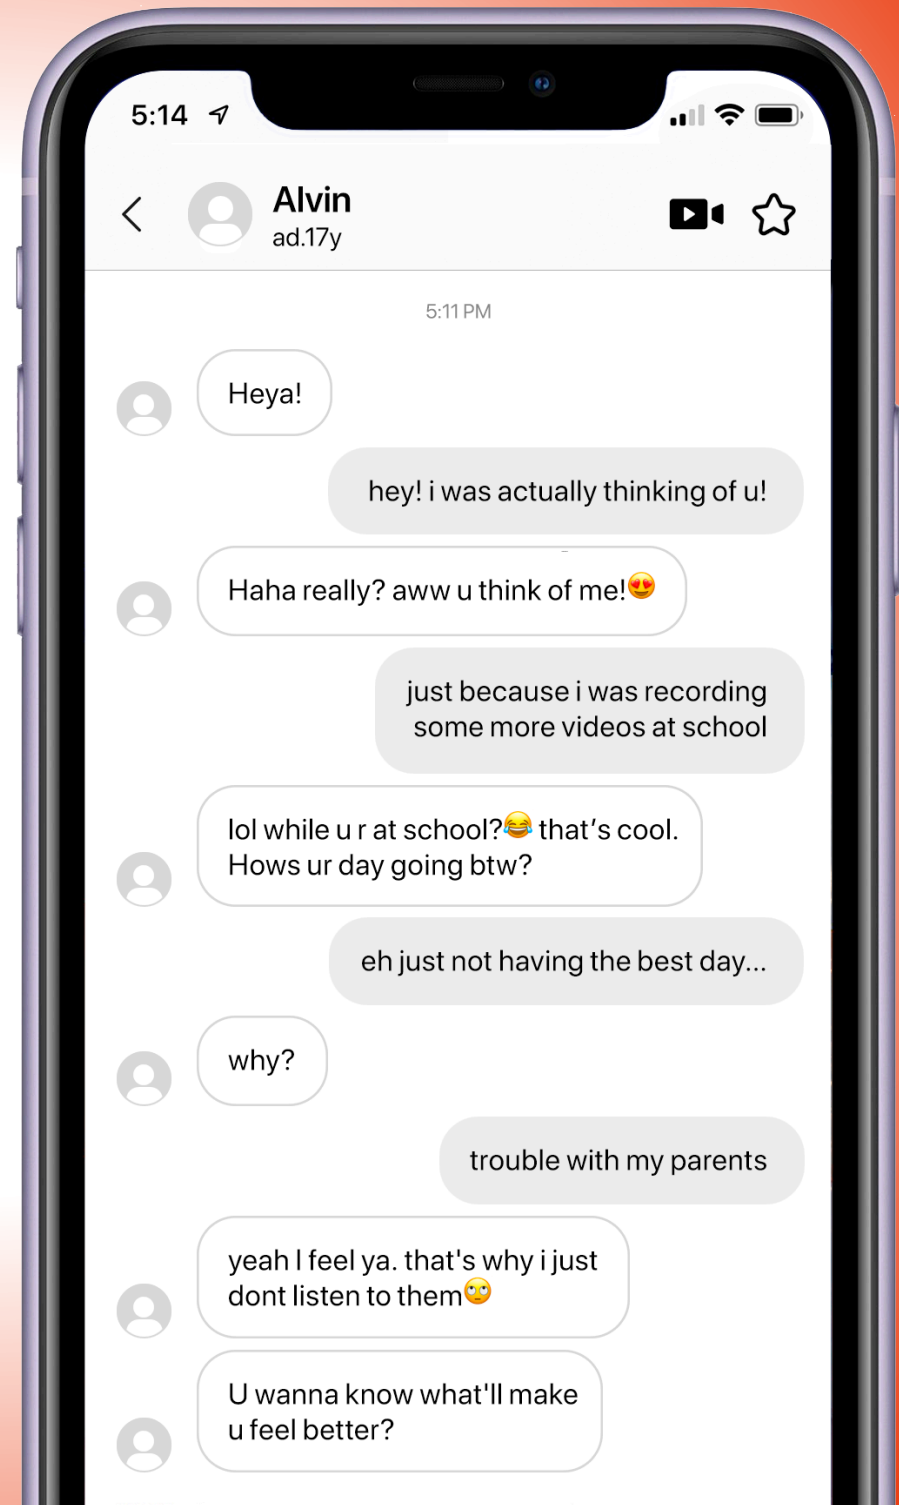 5:14
Alvin
ad.17y
5:11 PM
Heya!
hey! i was actually thinking of u!
Haha really? aww u think of me!😍
just because i was recording
some more videos at school
lol while u r at school?😂 that’s cool.
Hows ur day going btw?
eh just not having the best day...
why?
trouble with my parents
yeah I feel ya. that's why i just
dont listen to them🙄
U wanna know what'll make
u feel better?